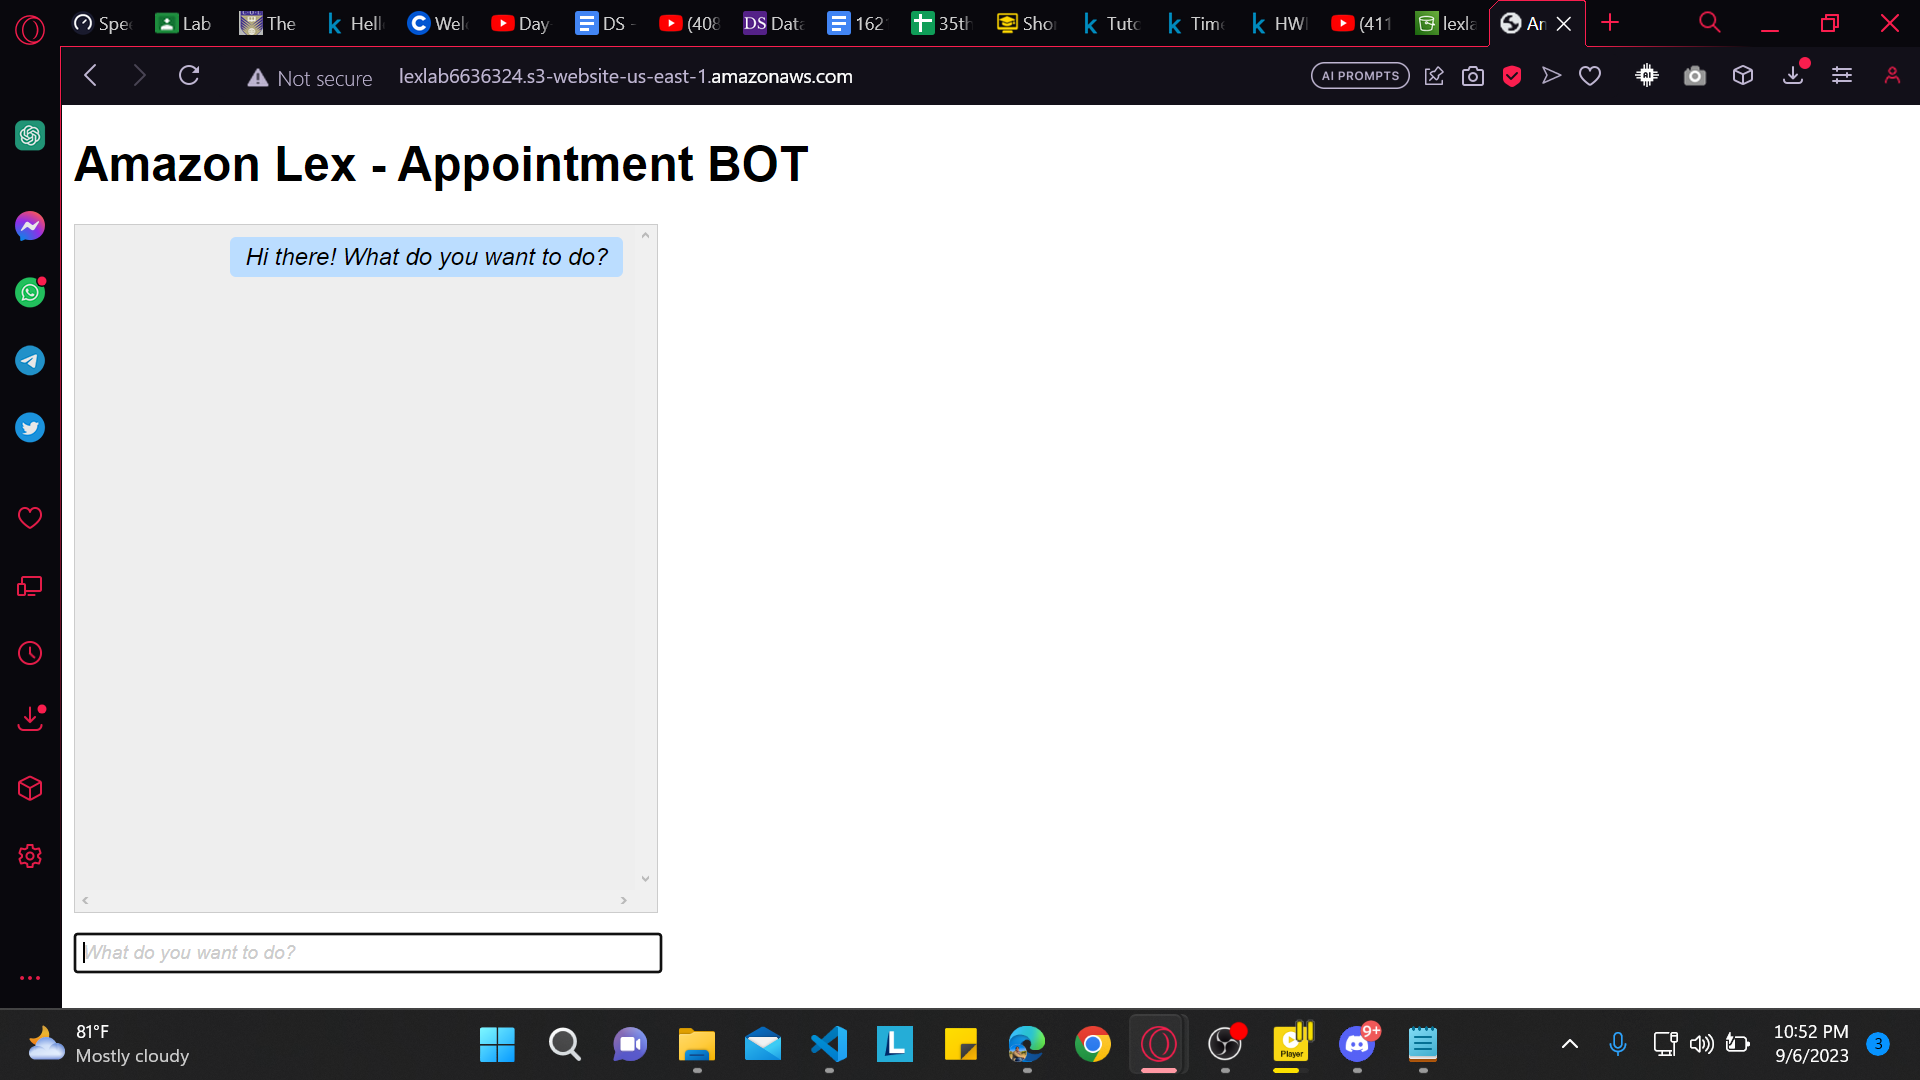 Spee
Lab
The
Hell
Wel
Day-
DS -
(408
DS Data
162
35th
Shor
Tuto
Time
HW
(411
lexla
An
Not secure
lexlab6636324.s3-website-us-east-1.amazonaws.com
AI PROMPTS
Amazon Lex - Appointment BOT
Hi there! What do you want to do?
What do you want to do?
81°F
Mostly cloudy
L
Player
9+
10:52 PM
9/6/2023
3